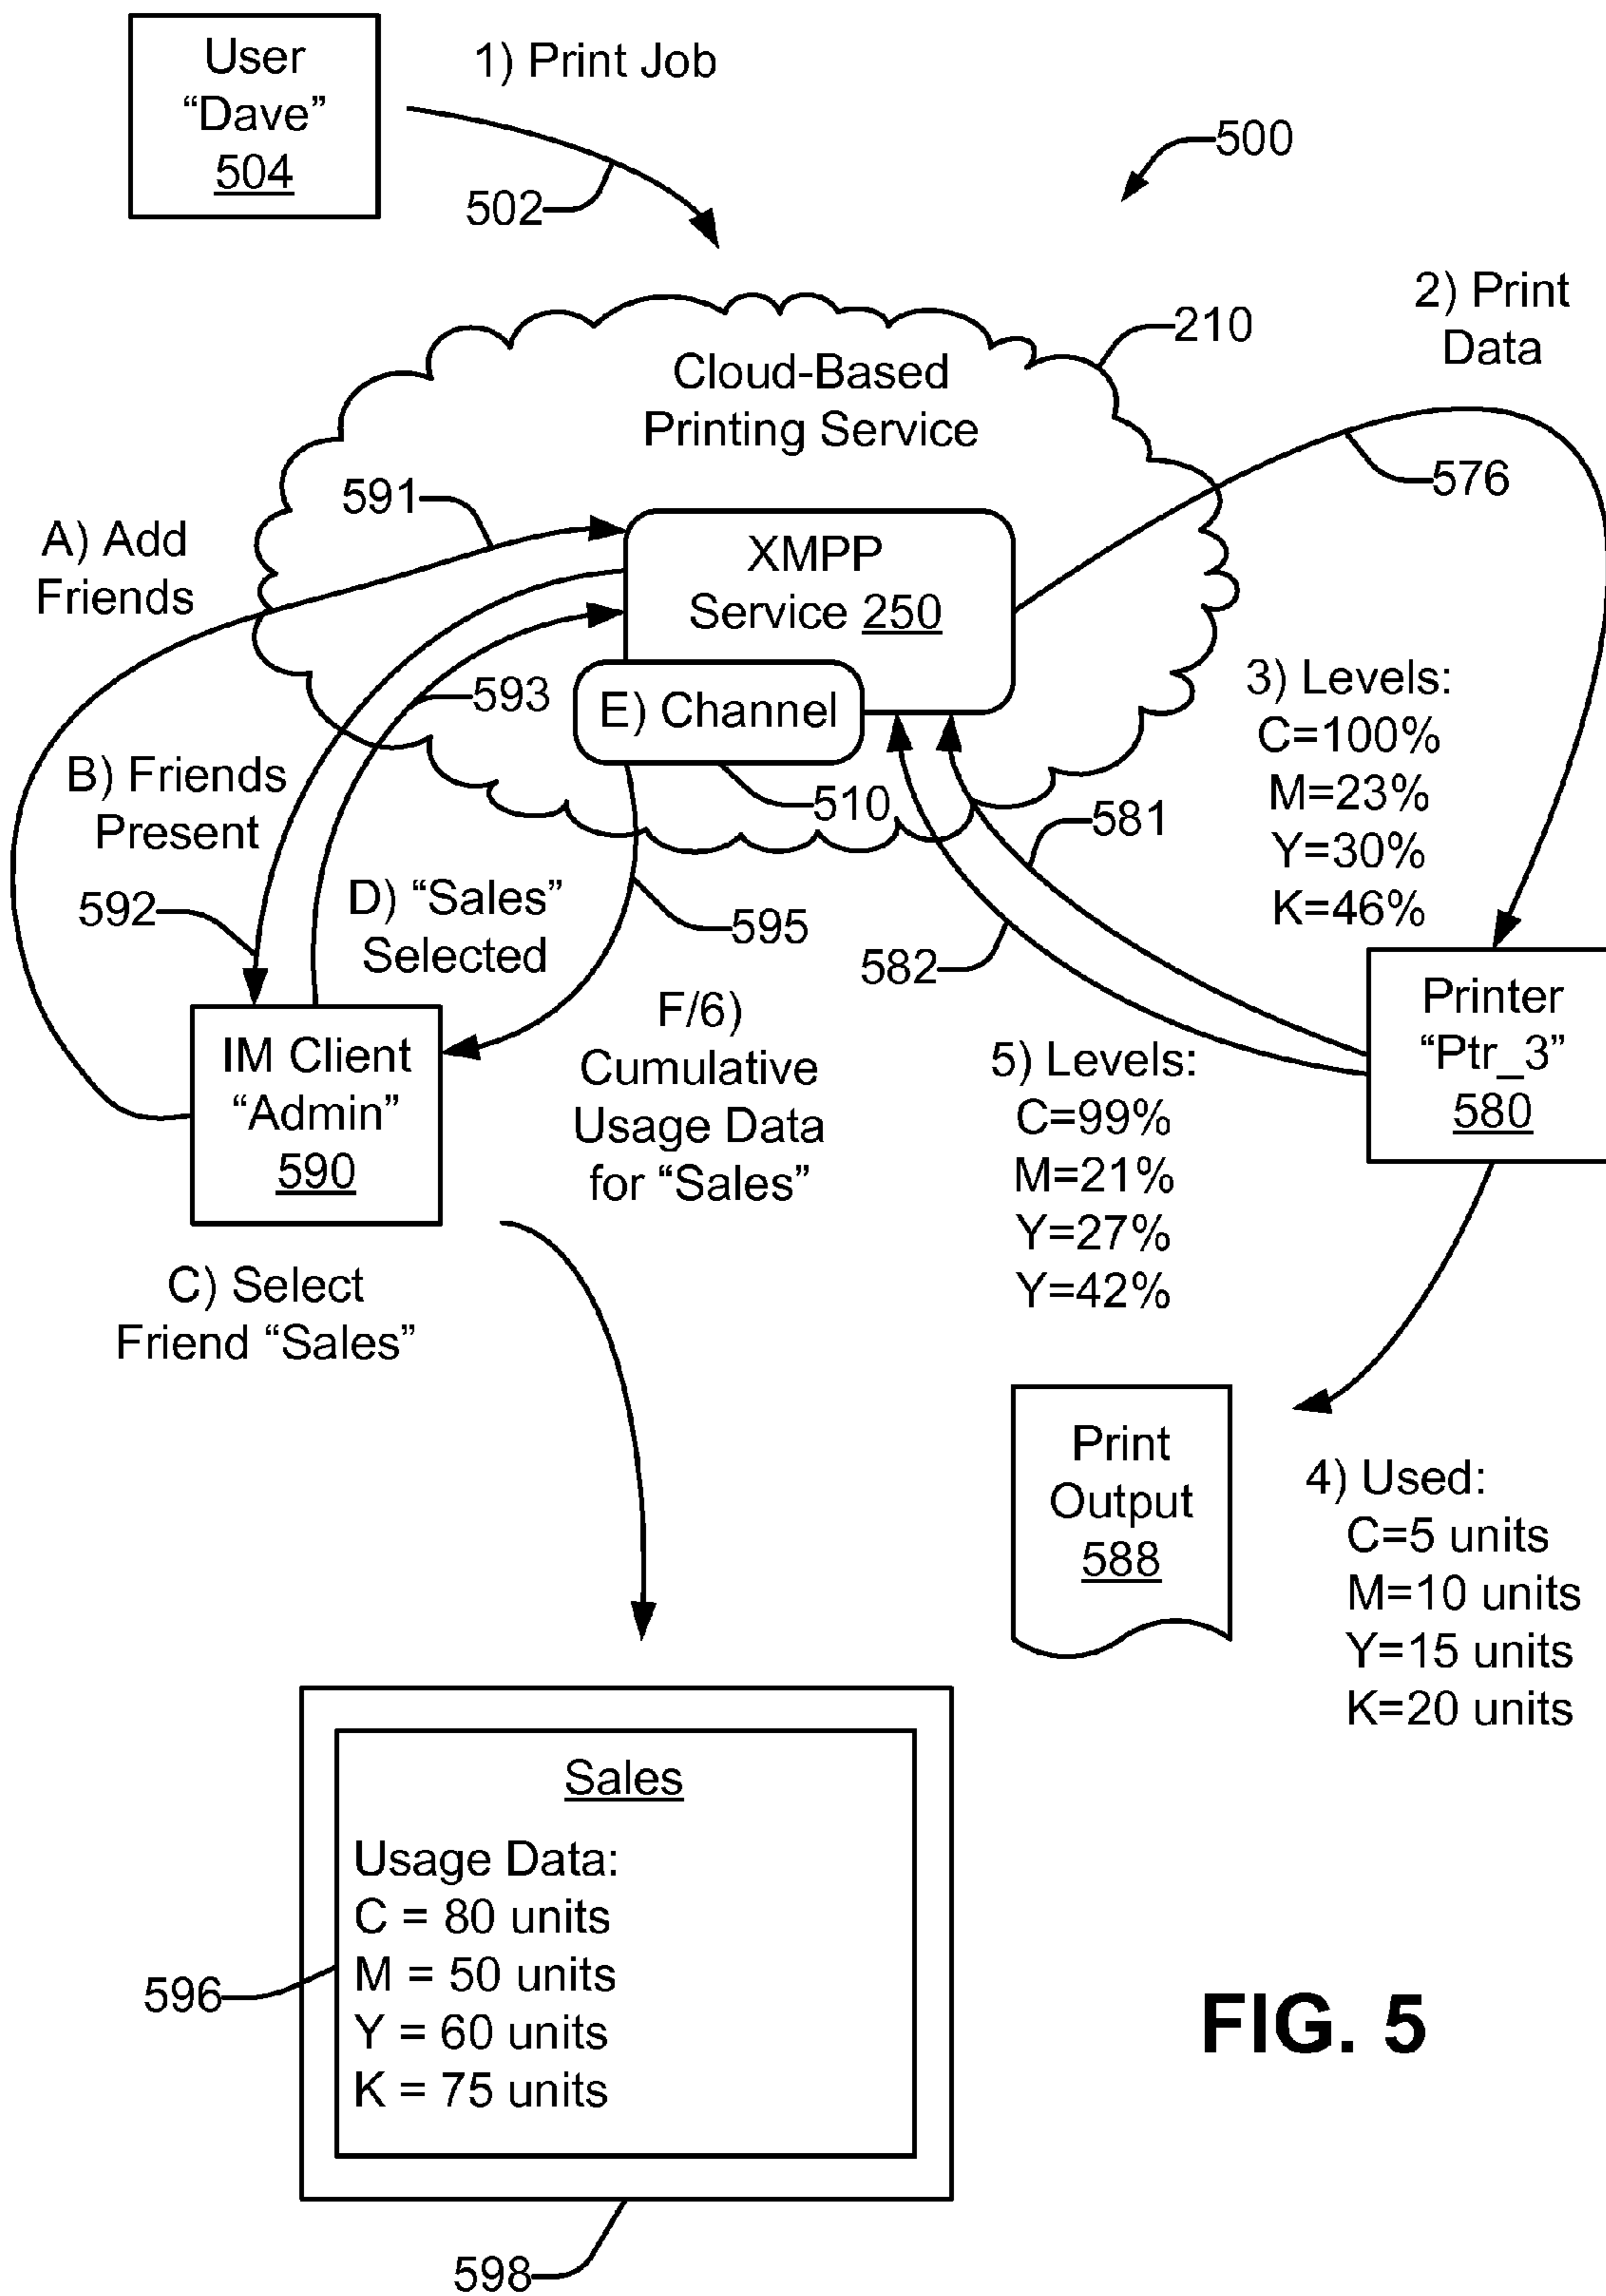 User
“Dave”
504
1) Print Job
502
500
210
2) Print
Data
Cloud-Based
Printing Service
576
591
A) Add
Friends
XMPP
Service 250
593
E) Channel
510
3) Levels:
C=100%
M=23%
Y=30%
K=46%
B) Friends
Present
581
592
D) “Sales”
Selected
595
582
Printer
“Ptr_3”
580
IM Client
“Admin”
590
F/6)
Cumulative
Usage Data
for “Sales”
5) Levels:
C=99%
M=21%
Y=27%
Y=42%
C) Select
Friend “Sales”
Print
Output
588
4) Used:
C=5 units
M=10 units
Y=15 units
K=20 units
Sales
Usage Data:
C = 80 units
M = 50 units
Y = 60 units
K = 75 units
596
598
FIG. 5